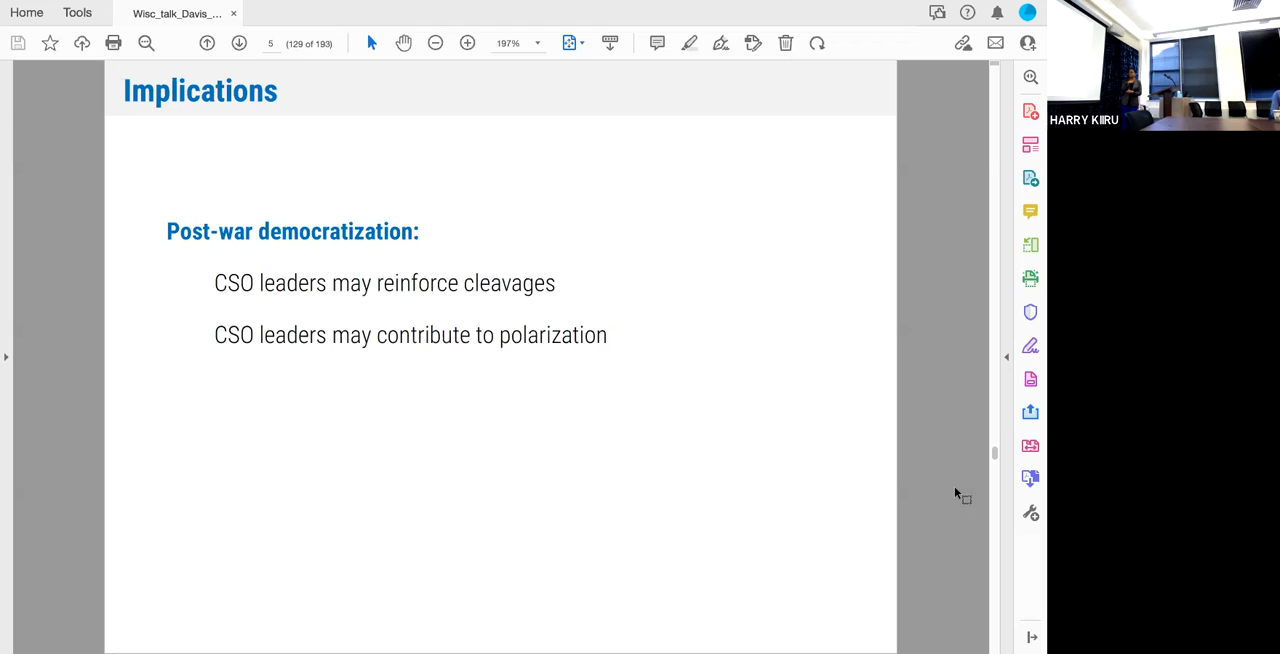 Home
Tools
Wisc_talk_Davis_...
×
5
(129 of 193)
197%
Implications
HARRY KIIRU
Post-war democratization:
CSO leaders may reinforce cleavages
CSO leaders may contribute to polarization